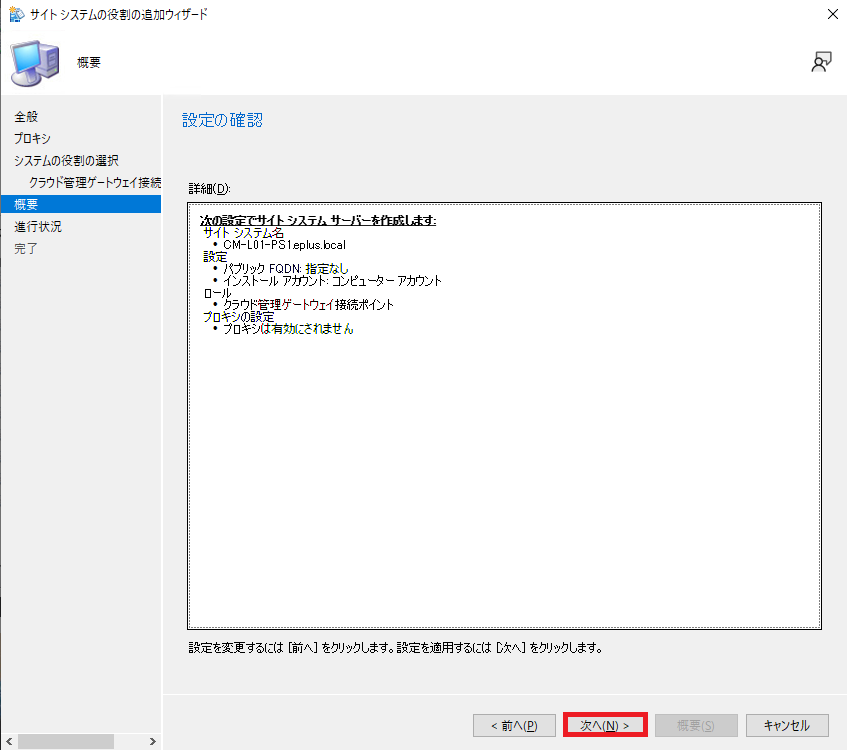 サイト システムの役割の追加ウィザード
概要
全般
プロキシ
システムの役割の選択
クラウド管理ゲートウェイ接続
概要
進行状況
完了
設定の確認
詳細(D):
次の設定でサイト システム サーバーを作成します:
サイト システム名
• CM-L01-PS1.eplus.local
設定
• パブリック FQDN: 指定なし
• インストール アカウント: コンピューター アカウント
ロール
• クラウド管理ゲートウェイ接続ポイント
プロキシの設定
• プロキシは有効にされません
設定を変更するには [前へ] をクリックします。設定を適用するには [次へ] をクリックします。
< 前へ(P)
次へ(N) >
概要(S)
キャンセル